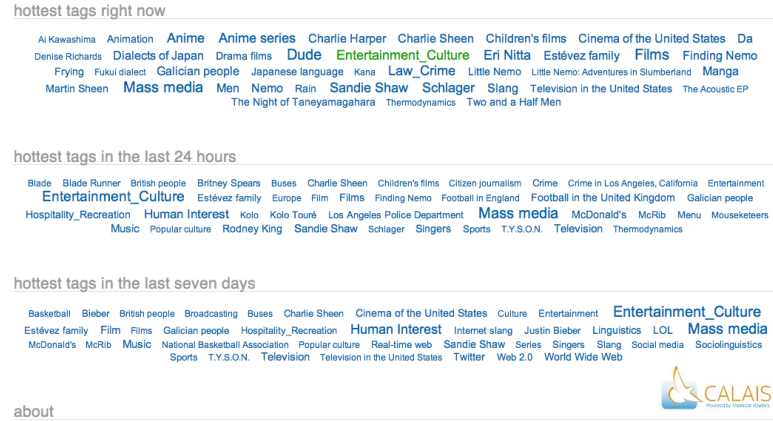 hottest tags right now
Ai Kawashima Animation Anime Anime series Charlie Harper Charlie Sheen Children's films Cinema of the United States Da
Denise Richards Dialects of Japan Drama films Dude Entertainment_Culture Eri Nitta Estévez family Films Finding Nemo
Frying Fukui dialect Galician people Japanese language Kana Law_Crime Little Nemo Little Nemo: Adventures in Slumberland Manga
Martin Sheen Mass media Men Nemo Rain Sandie Shaw Schlager Slang Television in the United States The Acoustic EP
The Night of Taneyamagahara Thermodynamics Two and a Half Men
hottest tags in the last 24 hours
Blade Blade Runner British people Britney Spears Buses Charlie Sheen Children's films Citizen journalism Crime Crime in Los Angeles, California Entertainment
Entertainment_Culture Estévez family Europe Film Films Finding Nemo Football in England Football in the United Kingdom Galician people
Hospitality_Recreation Human Interest Kolo Kolo Touré Los Angeles Police Department Mass media McDonald's McRib Menu Mouseketeers
Music Popular culture Rodney King Sandie Shaw Schlager Singers Sports T.Y.S.O.N. Television Thermodynamics
hottest tags in the last seven days
Basketball Bieber British people Broadcasting Buses Charlie Sheen Cinema of the United States Culture Entertainment Entertainment_Culture
Estévez family Film Films Galician people Hospitality_Recreation Human Interest Internet slang Justin Bieber Linguistics LOL Mass media
McDonald's McRib Music National Basketball Association Popular culture Real-time web Sandie Shaw Series Singers Slang Social media Sociolinguistics
Sports T.Y.S.O.N. Television Television in the United States Twitter Web 2.0 World Wide Web
CALAIS
Powered by Thomson Reuters
about